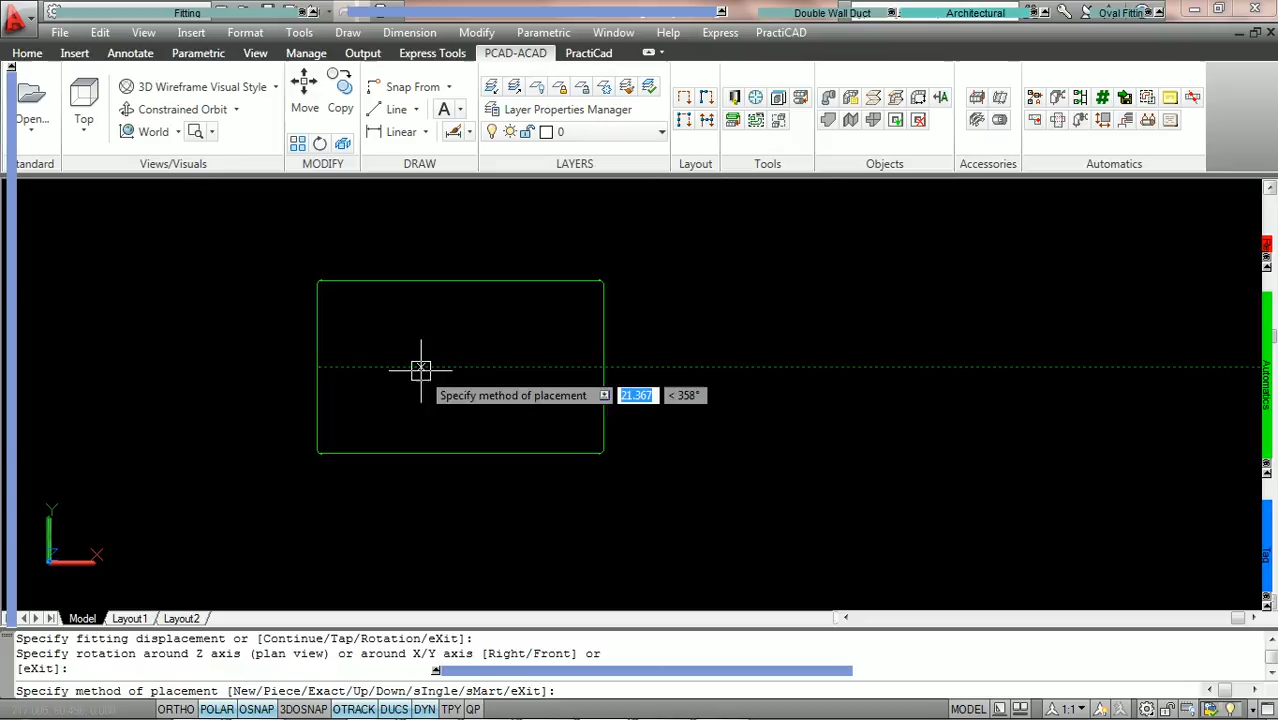 Fitting
Double Wall Duct
Architectural
Oval Fittin
File Edit View Insert Format Tools Draw Dimension Modify Parametric Window Help Express PractiCAD
Home Insert Annotate Parametric View Manage Output Express Tools PCAD-ACAD PractiCad
Open...
Top
3D Wireframe Visual Style
Constrained Orbit
World
Move
Copy
Snap From
Line
A
Linear
Layer Properties Manager
0
tandard
Views/Visuals
MODIFY
DRAW
LAYERS
Layout
Tools
Objects
Accessories
Automatics
Specify method of placement 21.367 < 358°
Automatics
Tag
Y
X
Model Layout1 Layout2
Specify fitting displacement or [Continue/Tap/Rotation/eXit]:
Specify rotation around Z axis (plan view) or around X/Y axis [Right/Front] or
[eXit]:
Specify method of placement [New/Piece/Exact/Up/Down/sIngle/sMart/eXit]:
ORTHO POLAR OSNAP 3DOSNAP OTRACK DUCS DYN TPY QP MODEL 1:1